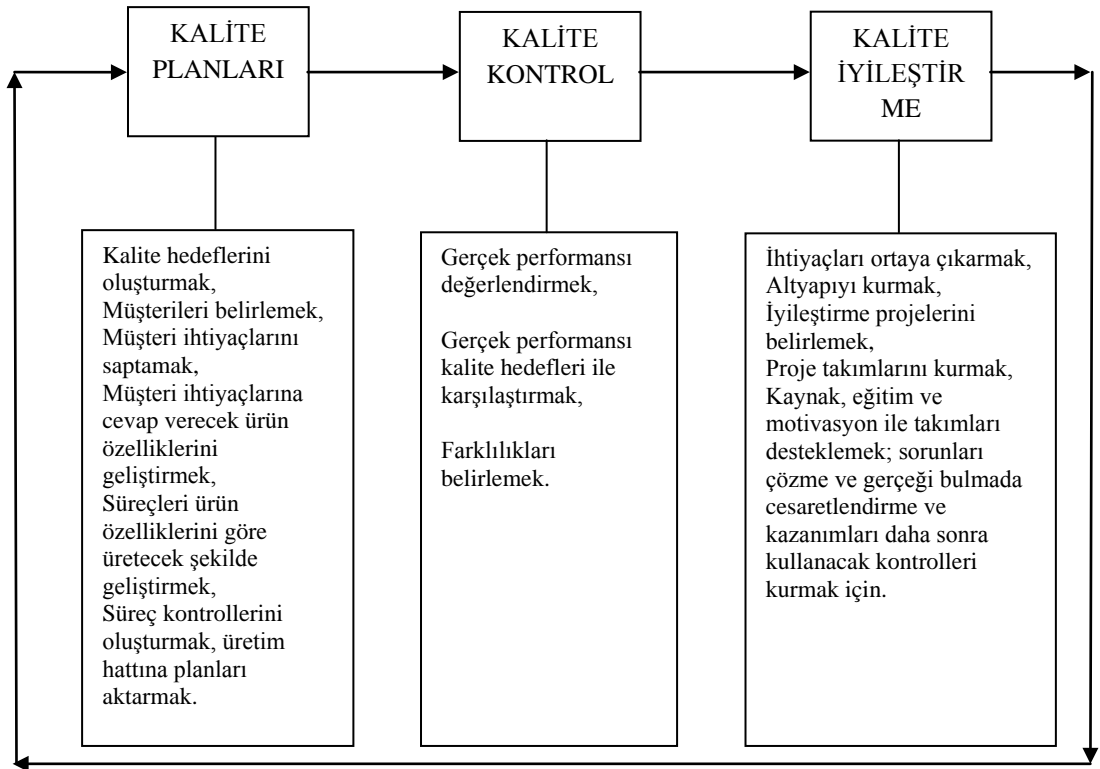 KALİTE
PLANLARI
KALİTE
KONTROL
KALİTE
İYİLEŞTİR
ME
Kalite hedeflerini
oluşturmak,
Müşterileri belirlemek,
Müşteri ihtiyaçlarını
saptamak,
Müşteri ihtiyaçlarına
cevap verecek ürün
özelliklerini
geliştirmek,
Süreçleri ürün
özelliklerini göre
üretecek şekilde
geliştirmek,
Süreç kontrollerini
oluşturmak, üretim
hattına planları
aktarmak.
Gerçek performansı
değerlendirmek,
Gerçek performansı
kalite hedefleri ile
karşılaştırmak,
Farklılıkları
belirlemek.
İhtiyaçları ortaya çıkarmak,
Altyapıyı kurmak,
İyileştirme projelerini
belirlemek,
Proje takımlarını kurmak,
Kaynak, eğitim ve
motivasyon ile takımları
desteklemek; sorunları
çözme ve gerçeği bulmada
cesaretlendirme ve
kazanımları daha sonra
kullanacak kontrolleri
kurmak için.